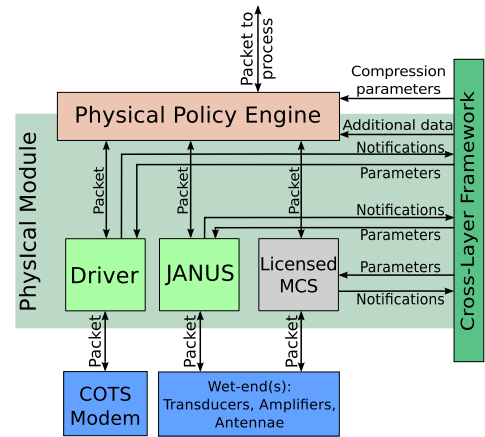 Packet to
process
Compression
parameters
Physical Policy Engine
Additional data
Notifications
Parameters
Packet
Packet
Packet
Physical Module
Cross-Layer Framework
Notifications
Parameters
Driver
JANUS
Licensed
MCS
Parameters
Notifications
Packet
Packet
Packet
COTS
Modem
Wet-end(s):
Transducers, Amplifiers,
Antennae